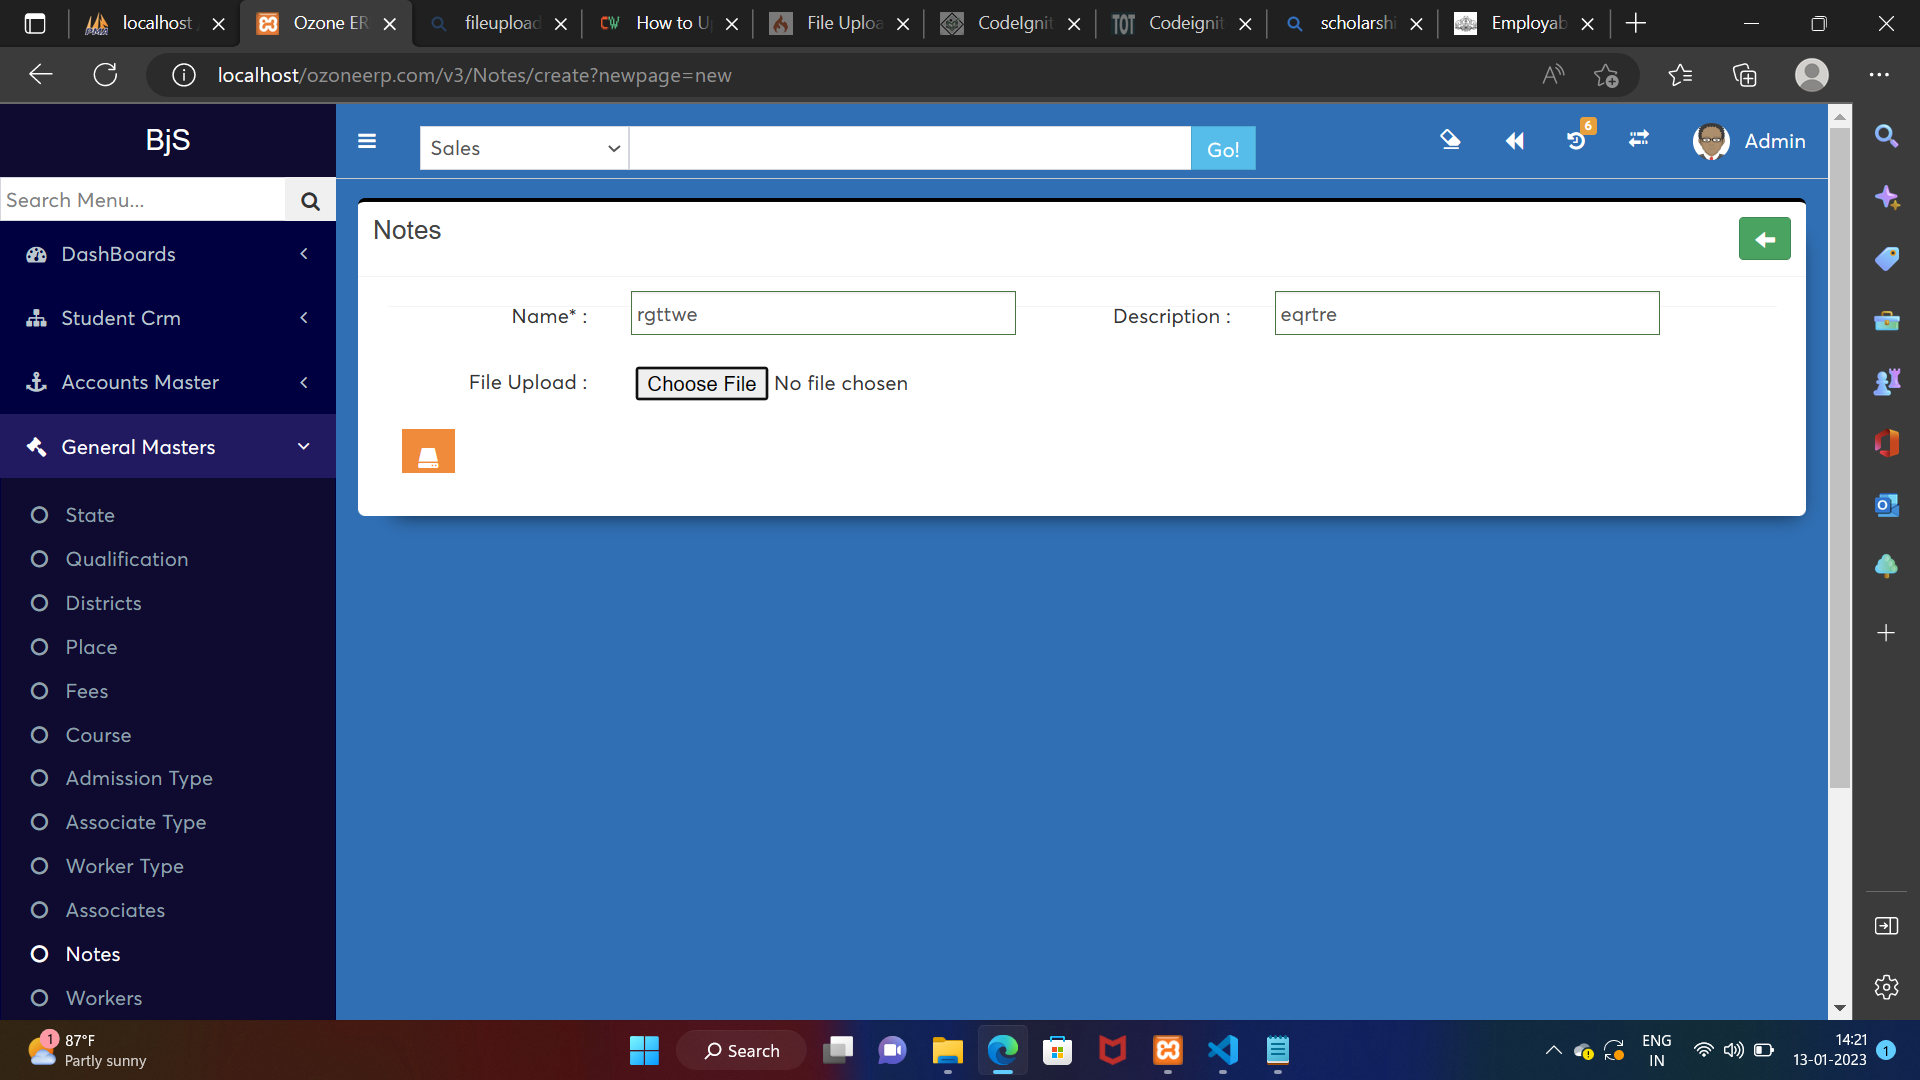 localhost
Ozone ER
fileupload
How to U
File Uploa
CodeIgnit
Codeignit
scholarshi
Employab
localhost/ozoneerp.com/v3/Notes/create?newpage=new
BjS
Sales
Go!
6
Admin
Search Menu...
DashBoards
Student Crm
Accounts Master
General Masters
State
Qualification
Districts
Place
Fees
Course
Admission Type
Associate Type
Worker Type
Associates
Notes
Workers
Notes
Name* :
rgttwe
Description :
eqrtre
File Upload :
Choose File No file chosen
1
87°F
Partly sunny
Search
ENG
IN
14:21
13-01-2023
1